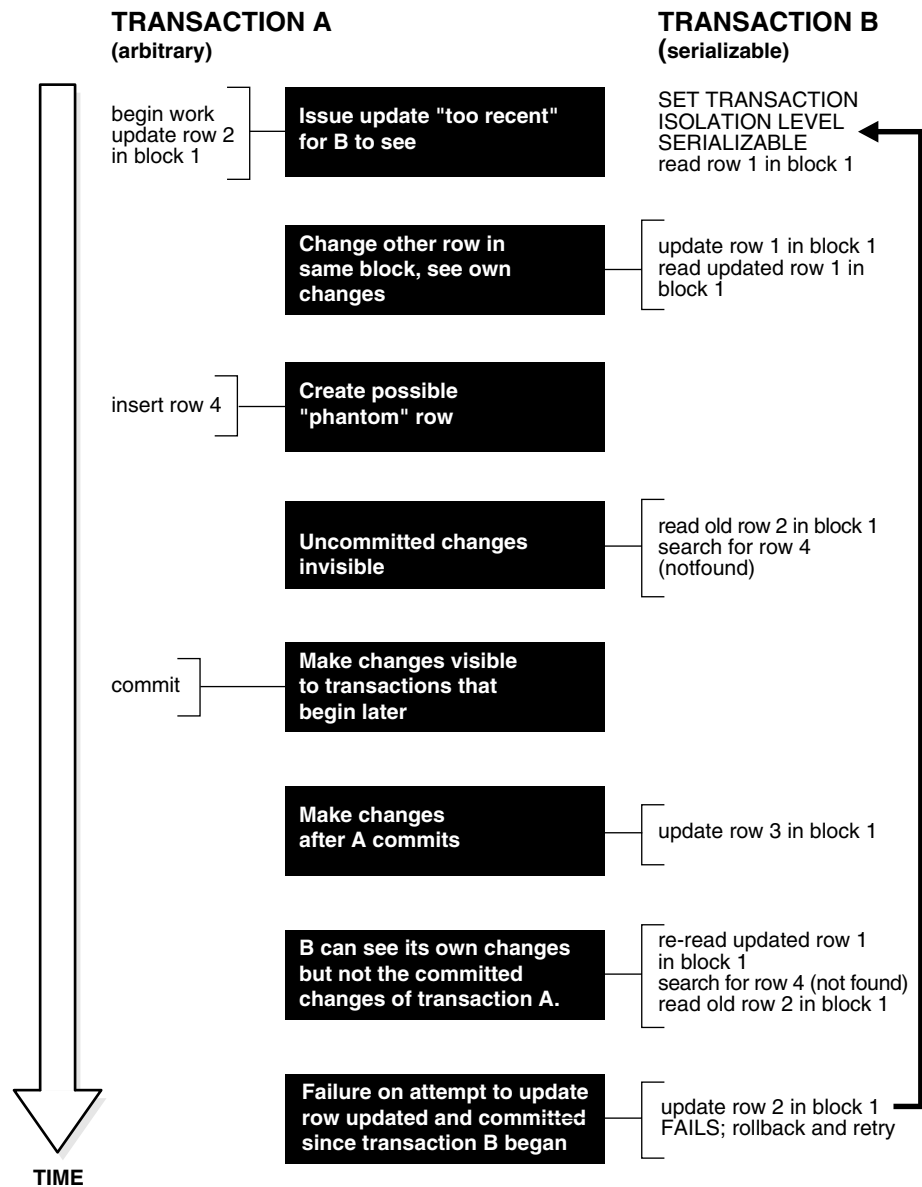 TRANSACTION A
(arbitrary)
TRANSACTION B
(serializable)
begin work
update row 2
in block 1
Issue update "too recent"
for B to see
SET TRANSACTION
ISOLATION LEVEL
SERIALIZABLE
read row 1 in block 1
Change other row in
same block, see own
changes
update row 1 in block 1
read updated row 1 in
block 1
insert row 4
Create possible
"phantom" row
Uncommitted changes
invisible
read old row 2 in block 1
search for row 4
(notfound)
commit
Make changes visible
to transactions that
begin later
Make changes
after A commits
update row 3 in block 1
B can see its own changes
but not the committed
changes of transaction A.
re-read updated row 1
in block 1
search for row 4 (not found)
read old row 2 in block 1
Failure on attempt to update
row updated and committed
since transaction B began
update row 2 in block 1
FAILS; rollback and retry
TIME